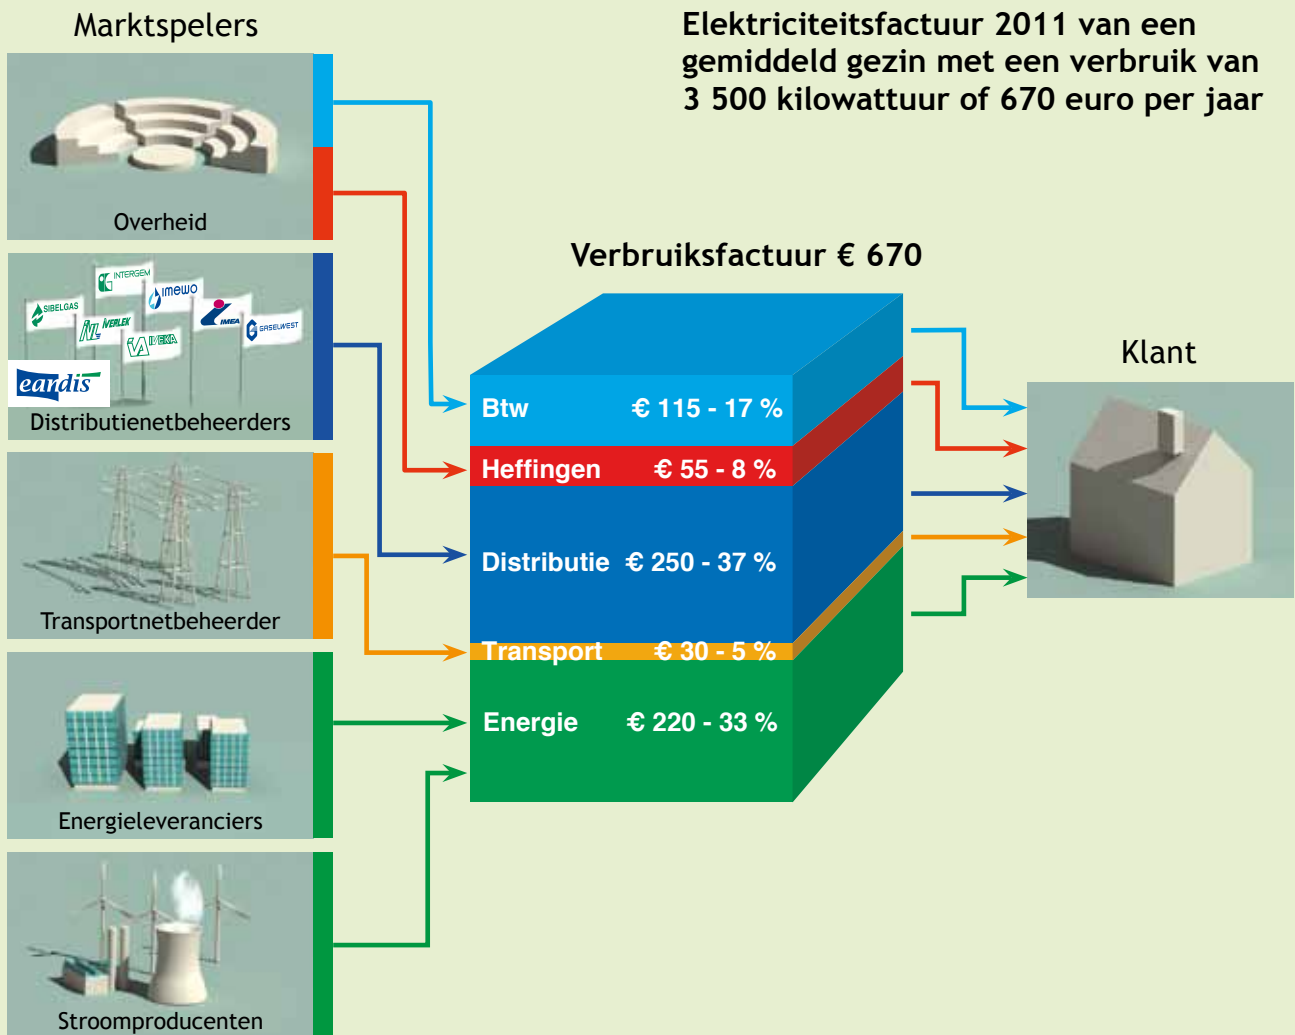 Marktspelers
Elektriciteitsfactuur 2011 van een
gemiddeld gezin met een verbruik van
3 500 kilowattuur of 670 euro per jaar
Overheid
INTERGEM
imewo
SIBELGAS
IVERLEK
IMEA
GASELWEST
IVEKA
eandis
Distributienetbeheerders
Transportnetbeheerder
Energieleveranciers
Stroomproducenten
Verbruiksfactuur € 670
Btw € 115 - 17 %
Heffingen € 55 - 8 %
Distributie € 250 - 37 %
Transport € 30 - 5 %
Energie € 220 - 33 %
Klant